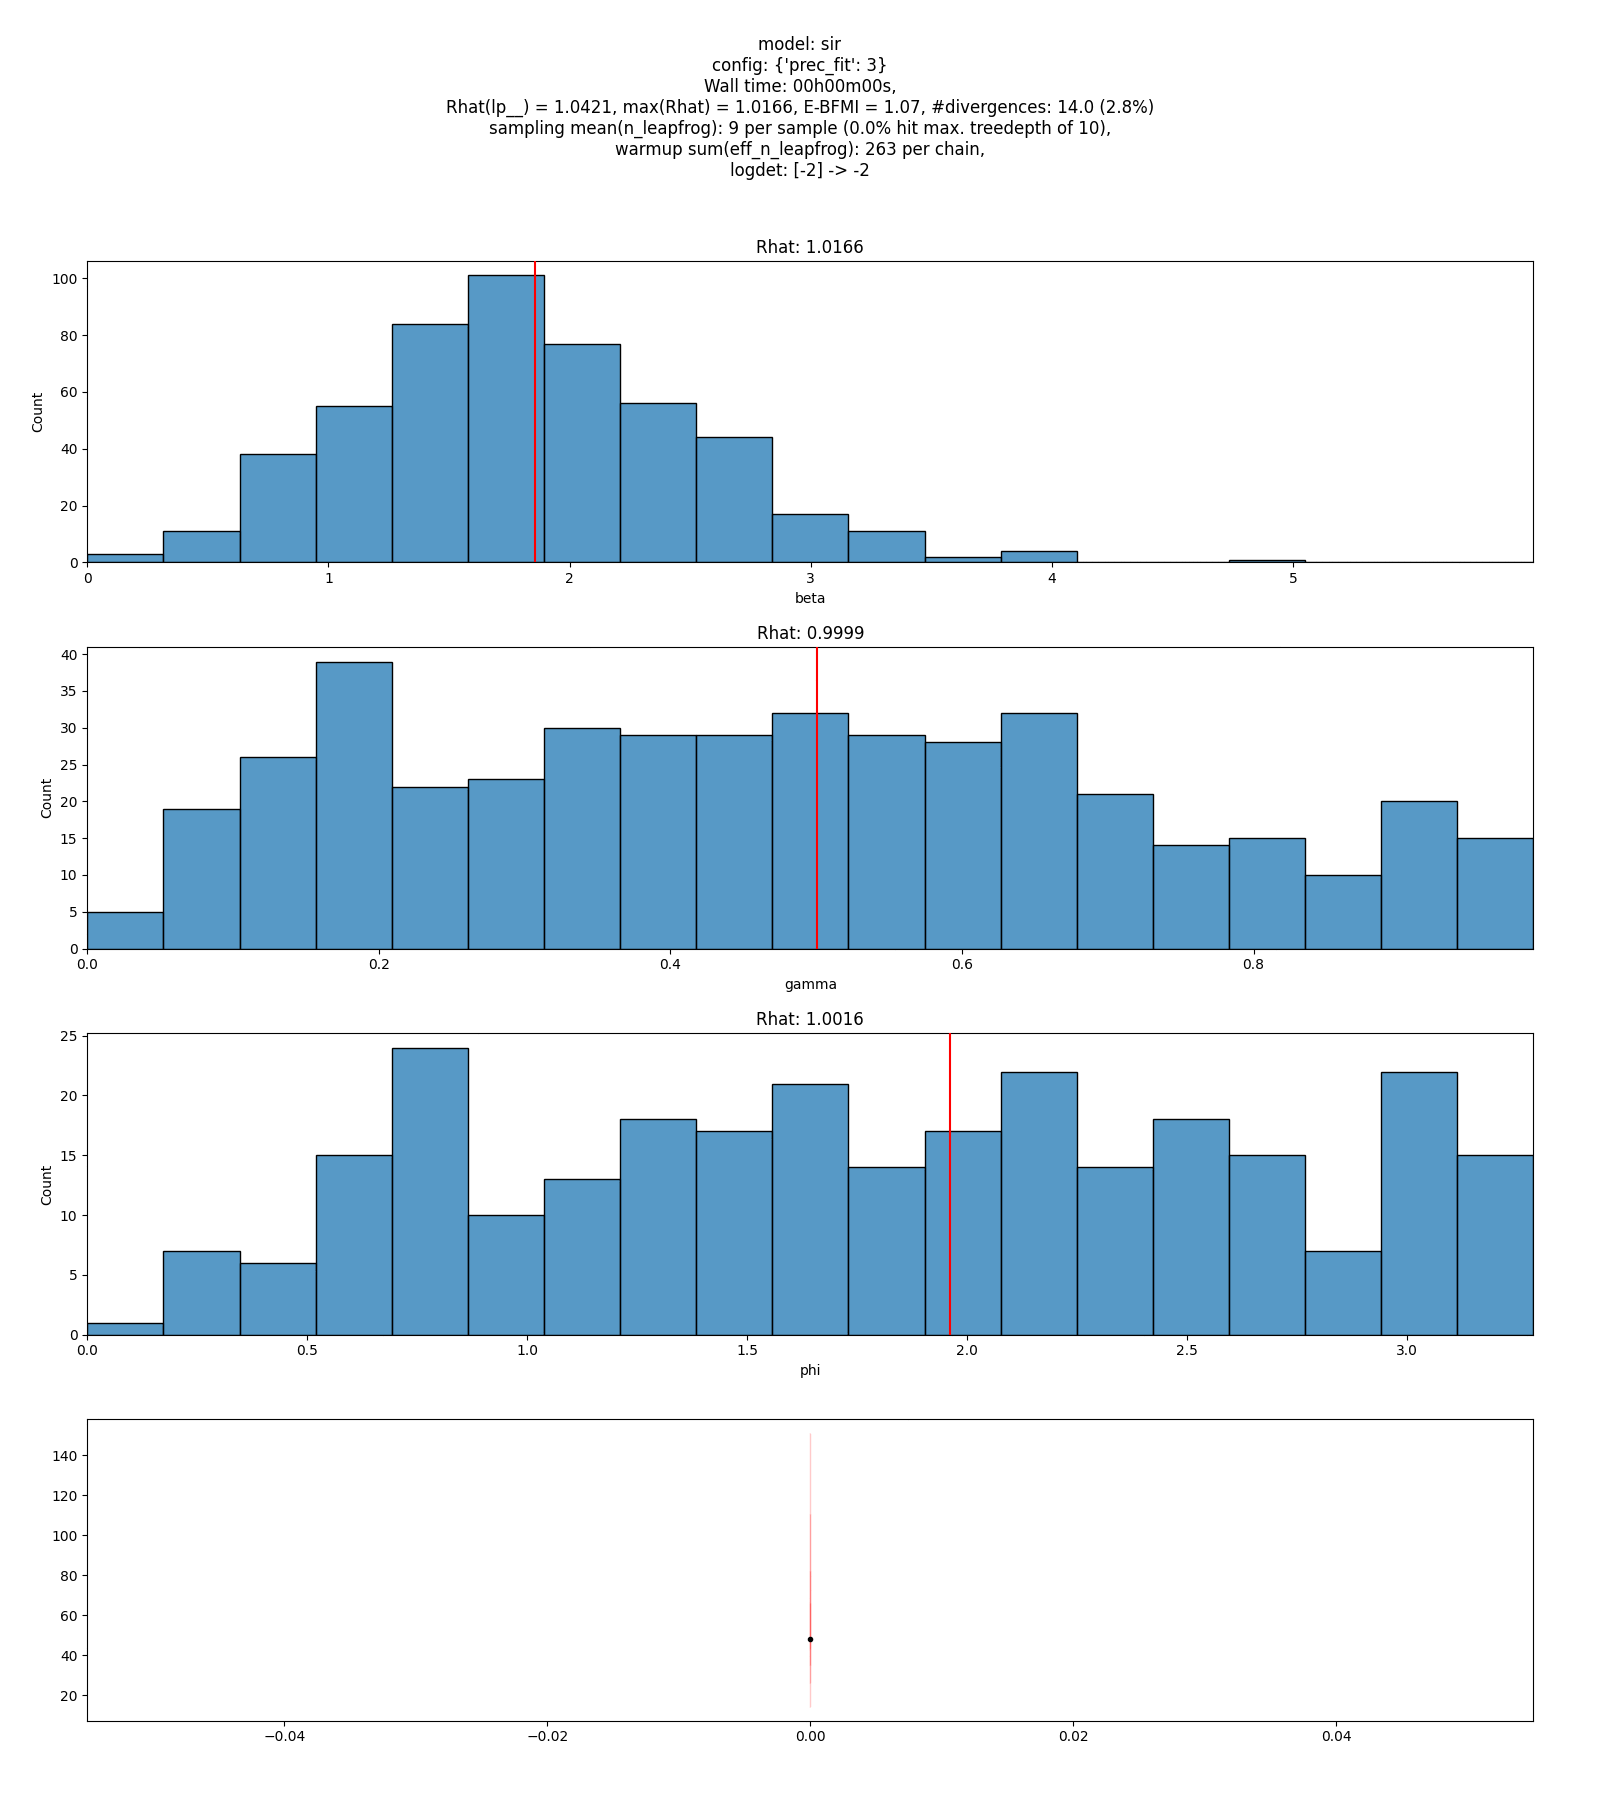 model: sir
config: {'prec_fit': 3}
Wall time: 00h00m00s,
Rhat(lp__) = 1.0421, max(Rhat) = 1.0166, E-BFMI = 1.07, #divergences: 14.0 (2.8%)
sampling mean(n_leapfrog): 9 per sample (0.0% hit max. treedepth of 10),
warmup sum(eff_n_leapfrog): 263 per chain,
logdet: [-2] -> -2
Rhat: 1.0166
100
80
60
40
20
0
Count
0 1 2 3 4 5
beta
Rhat: 0.9999
40
35
30
25
20
15
10
5
0
Count
0.0 0.2 0.4 0.6 0.8
gamma
Rhat: 1.0016
25
20
15
10
5
0
Count
0.0 0.5 1.0 1.5 2.0 2.5 3.0
phi
140
120
100
80
60
40
20
−0.04 −0.02 0.00 0.02 0.04